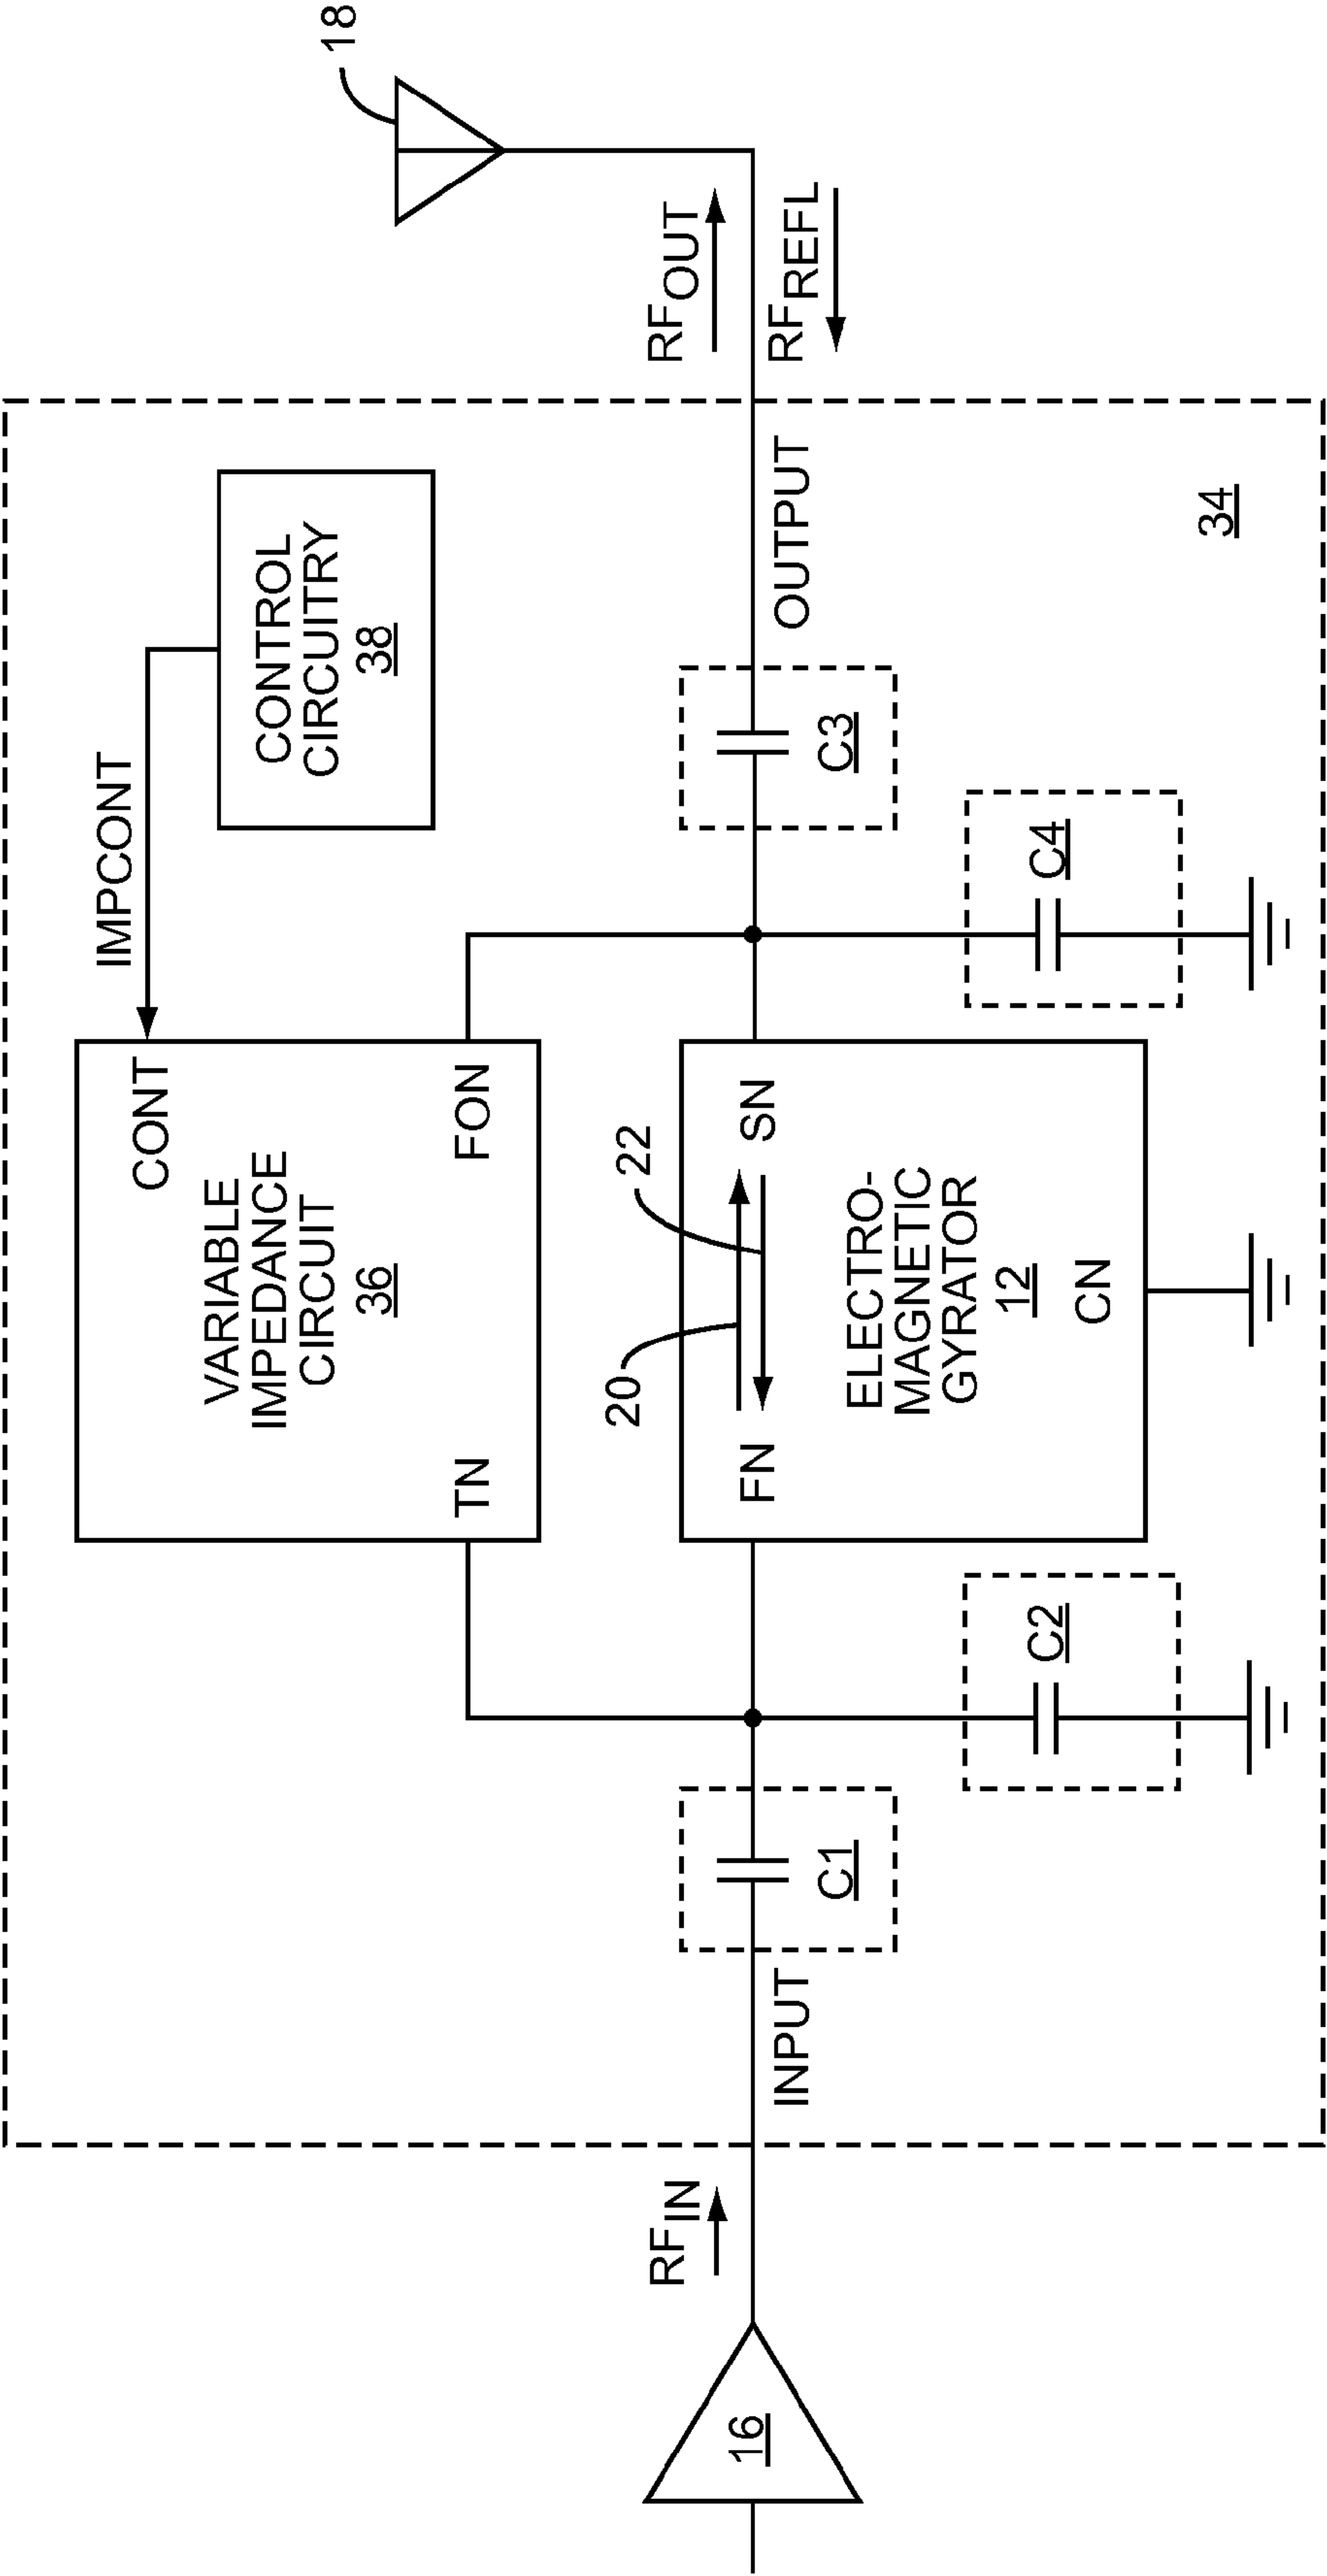 18
IMPCONT
CONTROL
CIRCUITRY
38
CONT
VARIABLE
IMPEDANCE
CIRCUIT
36
TN
FON
RFOUT
RFREFL
20
22
FN
SN
ELECTRO-
MAGNETIC
GYRATOR
12
CN
16
RFIN
INPUT
C1
C2
C3
OUTPUT
C4
34